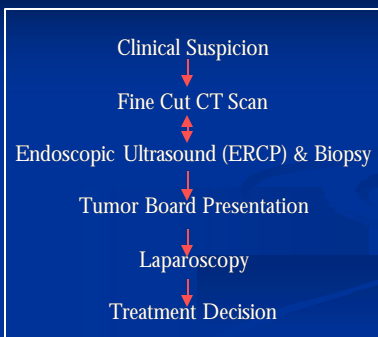 Clinical Suspicion
Fine Cut CT Scan
Endoscopic Ultrasound (ERCP) & Biopsy
Tumor Board Presentation
Laparoscopy
Treatment Decision